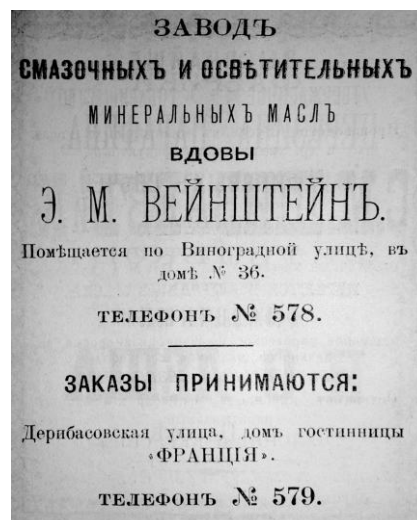 ЗАВОДЪ
СМАЗОЧНЫХЪ И ОСВѢТИТЕЛЬНЫХЪ
МИНЕРАЛЬНЫХЪ МАСЛЪ
ВДОВЫ
Э. М. ВЕЙНШТЕЙНЪ.
Помѣщается по Виноградной улицѣ, въ
домѣ № 36.
ТЕЛЕФОНЪ № 578.
ЗАКАЗЫ ПРИНИМАЮТСЯ:
Дерибасовская улица, домъ гостинницы
«ФРАНЦІЯ».
ТЕЛЕФОНЪ № 579.